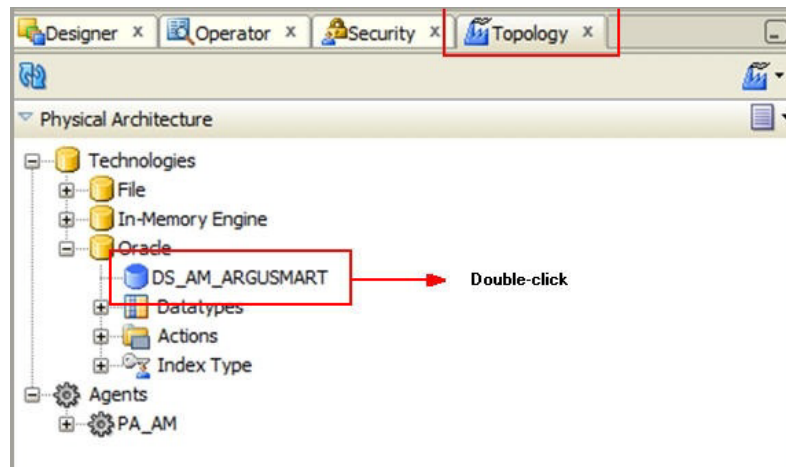 Designer Operator Security Topology
Physical Architecture
Technologies
File
In-Memory Engine
Oracle
DS_AM_ARGUSMART Double-click
Datatypes
Actions
Index Type
Agents
PA_AM